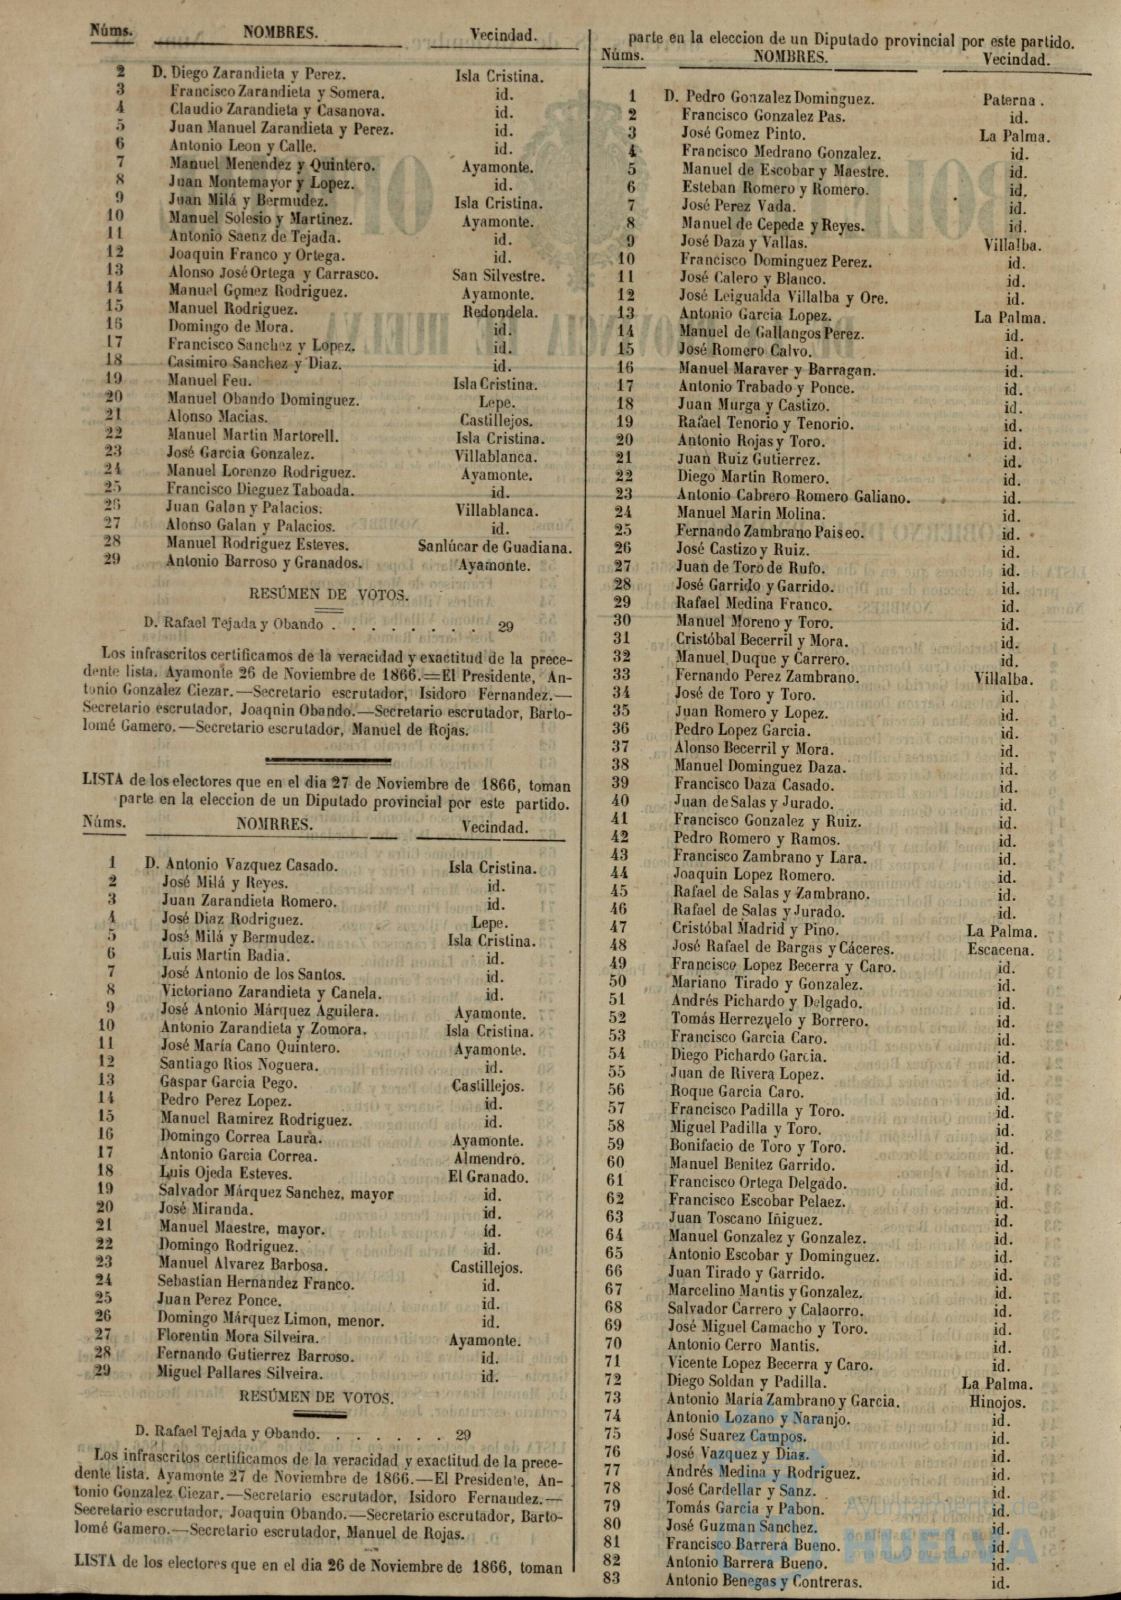 Núms. NOMBRES. Vecindad.
2 D. Diego Zarandieta y Perez. Isla Cristina.
3 Francisco Zarandieta y Somera. id.
4 Claudio Zarandieta y Casanova. id.
5 Juan Manuel Zarandieta y Perez. id.
6 Antonio Leon y Calle. id.
7 Manuel Menendez y Quintero. Ayamonte.
8 Juan Montemayor y Lopez. id.
9 Juan Milá y Bermudez. Isla Cristina.
10 Manuel Solesio y Martinez. Ayamonte.
11 Antonio Saenz de Tejada. id.
12 Joaquin Franco y Ortega. id.
13 Alonso José Ortega y Carrasco. San Silvestre.
14 Manuel Gomez Rodriguez. Ayamonte.
15 Manuel Rodriguez. Redondela.
16 Domingo de Mora. id.
17 Francisco Sanchez y Lopez. id.
18 Casimiro Sanchez y Diaz. id.
19 Manuel Feu. Isla Cristina.
20 Manuel Obando Dominguez. Lepe.
21 Alonso Macias. Castillejos.
22 Manuel Martin Martorell. Isla Cristina.
23 José Garcia Gonzalez. Villablanca.
24 Manuel Lorenzo Rodriguez. Ayamonte.
25 Francisco Dieguez Taboada. id.
26 Juan Galan y Palacios. Villablanca.
27 Alonso Galan y Palacios. id.
28 Manuel Rodriguez Esteves. Sanlúcar de Guadiana.
29 Antonio Barroso y Granados. Ayamonte.
RESÚMEN DE VOTOS.
D. Rafael Tejada y Obando . . . . . . . . 29
Los infrascritos certificamos de la veracidad y exactitud de la prece-
dente lista. Ayamonte 26 de Noviembre de 1866.=El Presidente, An-
tonio Gonzalez Ciezar.—Secretario escrutador, Isidoro Fernandez.—
Secretario escrutador, Joaqnin Obando.—Secretario escrutador, Barto-
lomé Gamero.—Secretario escrutador, Manuel de Rojas.
LISTA de los electores que en el dia 27 de Noviembre de 1866, toman
parte en la eleccion de un Diputado provincial por este partido.
Núms. NOMRRES. Vecindad.
1 D. Antonio Vazquez Casado. Isla Cristina.
2 José Milá y Reyes. id.
3 Juan Zarandieta Romero. id.
4 José Diaz Rodriguez. Lepe.
5 José Milá y Bermudez. Isla Cristina.
6 Luis Martin Badia. id.
7 José Antonio de los Santos. id.
8 Victoriano Zarandieta y Canela. id.
9 José Antonio Márquez Aguilera. Ayamonte.
10 Antonio Zarandieta y Zomora. Isla Cristina.
11 José María Cano Quintero. Ayamonte.
12 Santiago Rios Noguera. id.
13 Gaspar Garcia Pego. Castillejos.
14 Pedro Perez Lopez. id.
15 Manuel Ramirez Rodriguez. id.
16 Domingo Correa Laura. Ayamonte.
17 Antonio Garcia Correa. Almendro.
18 Luis Ojeda Esteves. El Granado.
19 Salvador Márquez Sanchez, mayor id.
20 José Miranda. id.
21 Manuel Maestre, mayor. id.
22 Domingo Rodriguez. id.
23 Manuel Alvarez Barbosa. Castillejos.
24 Sebastian Hernandez Franco. id.
25 Juan Perez Ponce. id.
26 Domingo Márquez Limon, menor. id.
27 Florentin Mora Silveira. Ayamonte.
28 Fernando Gutierrez Barroso. id.
29 Miguel Pallares Silveira. id.
RESÚMEN DE VOTOS.
D. Rafael Tejada y Obando. . . . . . . 29
Los infrascritos certificamos de la veracidad y exactitud de la prece-
dente lista. Ayamonte 27 de Noviembre de 1866.—El Presidente, An-
tonio Gonzalez Ciezar.—Secretario escrutador, Isidoro Fernandez.—
Secretario escrutador, Joaquin Obando.—Secretario escrutador, Barto-
lomé Gamero.—Secretario escrutador, Manuel de Rojas.
LISTA de los electores que en el dia 26 de Noviembre de 1866, toman
parte en la eleccion de un Diputado provincial por este partido.
Núms. NOMBRES. Vecindad.
1 D. Pedro Gonzalez Dominguez. Paterna.
2 Francisco Gonzalez Pas. id.
3 José Gomez Pinto. La Palma.
4 Francisco Medrano Gonzalez. id.
5 Manuel de Escobar y Maestre. id.
6 Esteban Romero y Romero. id.
7 José Perez Vada. id.
8 Manuel de Cepeda y Reyes. id.
9 José Daza y Vallas. Villalba.
10 Francisco Dominguez Perez. id.
11 José Calero y Blanco. id.
12 José Leigualda Villalba y Ore. id.
13 Antonio Garcia Lopez. La Palma.
14 Manuel de Gallangos Perez. id.
15 José Romero Calvo. id.
16 Manuel Maraver y Barragan. id.
17 Antonio Trabado y Ponce. id.
18 Juan Murga y Castizo. id.
19 Rafael Tenorio y Tenorio. id.
20 Antonio Rojas y Toro. id.
21 Juan Ruiz Gutierrez. id.
22 Diego Martin Romero. id.
23 Antonio Cabrero Romero Galiano. id.
24 Manuel Marin Molina. id.
25 Fernando Zambrano Paiseo. id.
26 José Castizo y Ruiz. id.
27 Juan de Toro de Rufo. id.
28 José Garrido y Garrido. id.
29 Rafael Medina Franco. id.
30 Manuel Moreno y Toro. id.
31 Cristóbal Becerril y Mora. id.
32 Manuel Duque y Carrero. id.
33 Fernando Perez Zambrano. Villalba.
34 José de Toro y Toro. id.
35 Juan Romero y Lopez. id.
36 Pedro Lopez Garcia. id.
37 Alonso Becerril y Mora. id.
38 Manuel Dominguez Daza. id.
39 Francisco Daza Casado. id.
40 Juan de Salas y Jurado. id.
41 Francisco Gonzalez y Ruiz. id.
42 Pedro Romero y Ramos. id.
43 Francisco Zambrano y Lara. id.
44 Joaquin Lopez Romero. id.
45 Rafael de Salas y Zambrano. id.
46 Rafael de Salas y Jurado. id.
47 Cristóbal Madrid y Pino. La Palma.
48 José Rafael de Bargas y Cáceres. Escacena.
49 Francisco Lopez Becerra y Caro. id.
50 Mariano Tirado y Gonzalez. id.
51 Andrés Pichardo y Delgado. id.
52 Tomás Herrezuelo y Borrero. id.
53 Francisco Garcia Caro. id.
54 Diego Pichardo Garcia. id.
55 Juan de Rivera Lopez. id.
56 Roque Garcia Caro. id.
57 Francisco Padilla y Toro. id.
58 Miguel Padilla y Toro. id.
59 Bonifacio de Toro y Toro. id.
60 Manuel Benitez Garrido. id.
61 Francisco Ortega Delgado. id.
62 Francisco Escobar Pelaez. id.
63 Juan Toscano Iñiguez. id.
64 Manuel Gonzalez y Gonzalez. id.
65 Antonio Escobar y Dominguez. id.
66 Juan Tirado y Garrido. id.
67 Marcelino Mantis y Gonzalez. id.
68 Salvador Carrero y Calaorro. id.
69 José Miguel Camacho y Toro. id.
70 Antonio Cerro Mantis. id.
71 Vicente Lopez Becerra y Caro. id.
72 Diego Soldan y Padilla. La Palma.
73 Antonio María Zambrano y Garcia. Hinojos.
74 Antonio Lozano y Naranjo. id.
75 José Suarez Campos. id.
76 José Vazquez y Dias. id.
77 Andrés Medina y Rodriguez. id.
78 José Cardellar y Sanz. id.
79 Tomás Garcia y Pabon. id.
80 José Guzman Sanchez. id.
81 Francisco Barrera Bueno. id.
82 Antonio Barrera Bueno. id.
83 Antonio Benegas y Contreras. id.
Ayuntamiento de
HUELVA